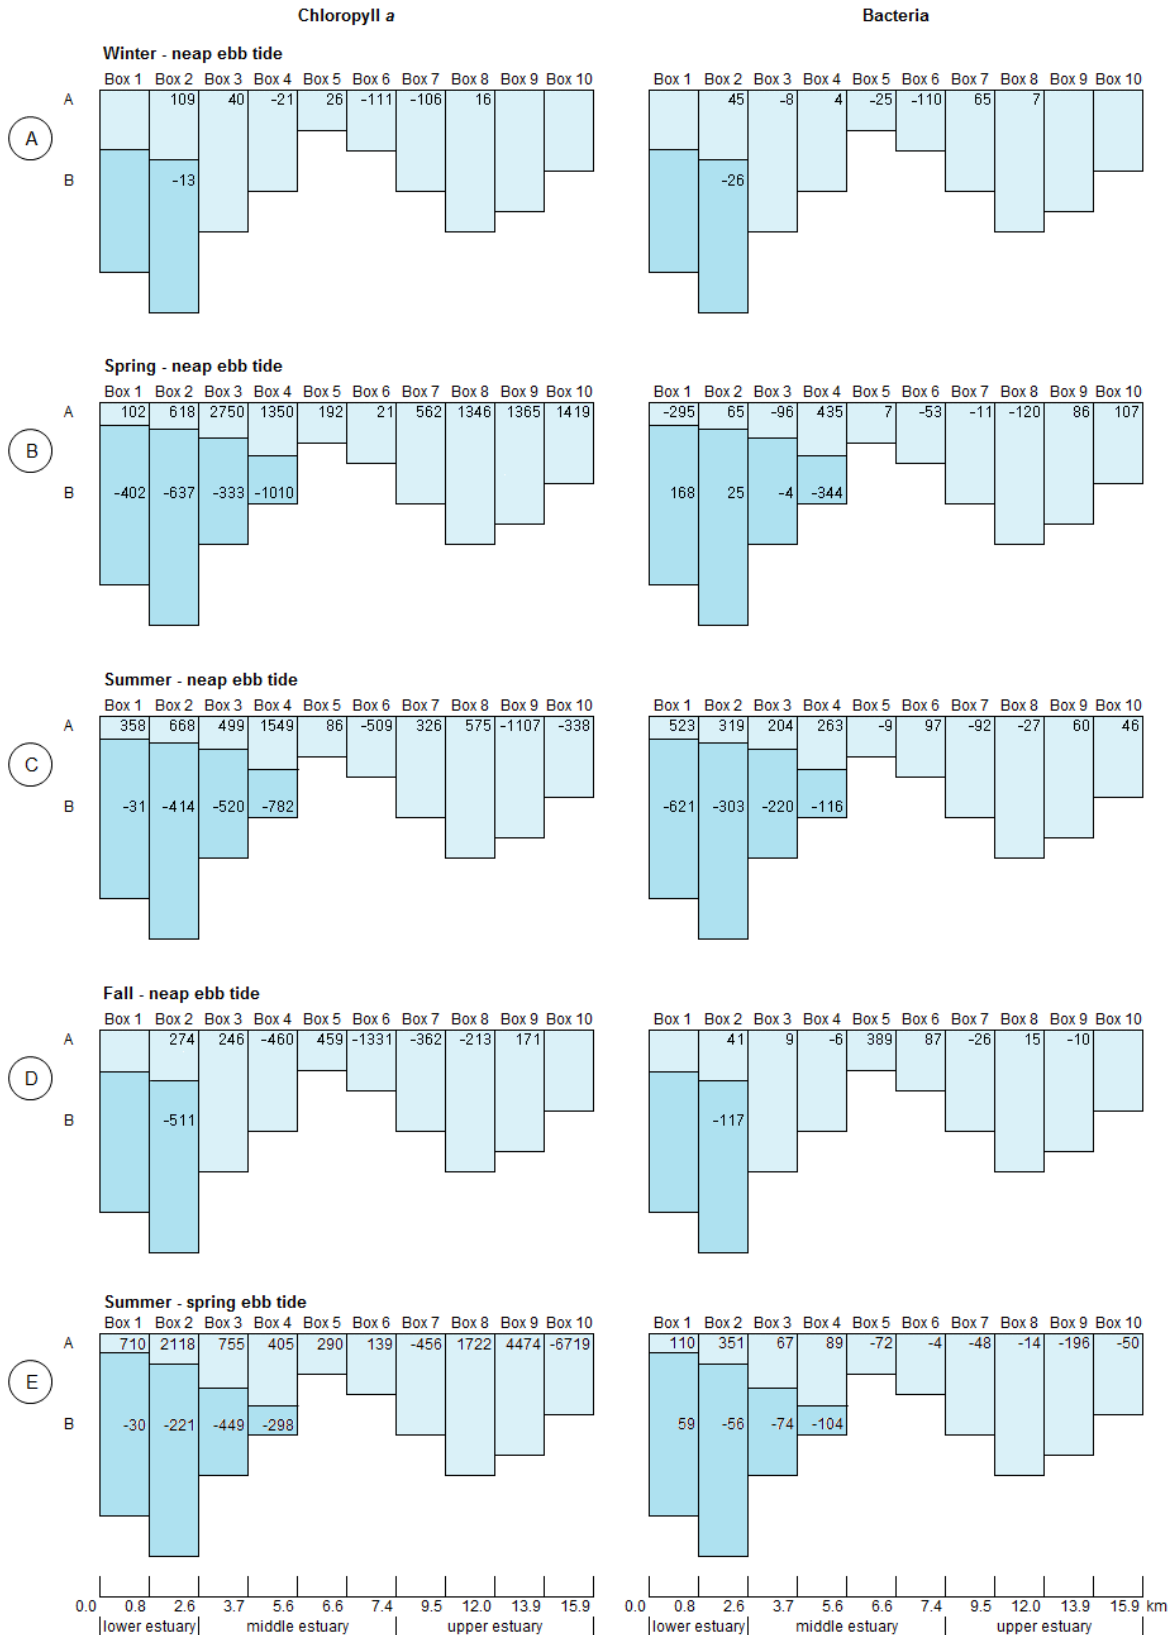 Chloropyll a Bacteria
Winter - neap ebb tide
Box 1 Box 2 Box 3 Box 4 Box 5 Box 6 Box 7 Box 8 Box 9 Box 10 Box 1 Box 2 Box 3 Box 4 Box 5 Box 6 Box 7 Box 8 Box 9 Box 10
A 109 40 -21 26 -111 -106 16 45 -8 4 -25 -110 65 7
A
B -13 -26
Spring - neap ebb tide
Box 1 Box 2 Box 3 Box 4 Box 5 Box 6 Box 7 Box 8 Box 9 Box 10 Box 1 Box 2 Box 3 Box 4 Box 5 Box 6 Box 7 Box 8 Box 9 Box 10
A 102 618 2750 1350 192 21 562 1346 1365 1419 -295 65 -96 435 7 -53 -11 -120 86 107
B
B -402 -637 -333 -1010 168 25 -4 -344
Summer - neap ebb tide
Box 1 Box 2 Box 3 Box 4 Box 5 Box 6 Box 7 Box 8 Box 9 Box 10 Box 1 Box 2 Box 3 Box 4 Box 5 Box 6 Box 7 Box 8 Box 9 Box 10
A 358 668 499 1549 86 -509 326 575 -1107 -338 523 319 204 263 -9 97 -92 -27 60 46
C
B -31 -414 -520 -782 -621 -303 -220 -116
Fall - neap ebb tide
Box 1 Box 2 Box 3 Box 4 Box 5 Box 6 Box 7 Box 8 Box 9 Box 10 Box 1 Box 2 Box 3 Box 4 Box 5 Box 6 Box 7 Box 8 Box 9 Box 10
A 274 246 -460 459 -1331 -362 -213 171 41 9 -6 389 87 -26 15 -10
D
B -511 -117
Summer - spring ebb tide
Box 1 Box 2 Box 3 Box 4 Box 5 Box 6 Box 7 Box 8 Box 9 Box 10 Box 1 Box 2 Box 3 Box 4 Box 5 Box 6 Box 7 Box 8 Box 9 Box 10
A 710 2118 755 405 290 139 -456 1722 4474 -6719 110 351 67 89 -72 -4 -48 -14 -196 -50
E
B -30 -221 -449 -298 59 -56 -74 -104
0.0 0.8 2.6 3.7 5.6 6.6 7.4 9.5 12.0 13.9 15.9 0.0 0.8 2.6 3.7 5.6 6.6 7.4 9.5 12.0 13.9 15.9 km
lower estuary middle estuary upper estuary lower estuary middle estuary upper estuary